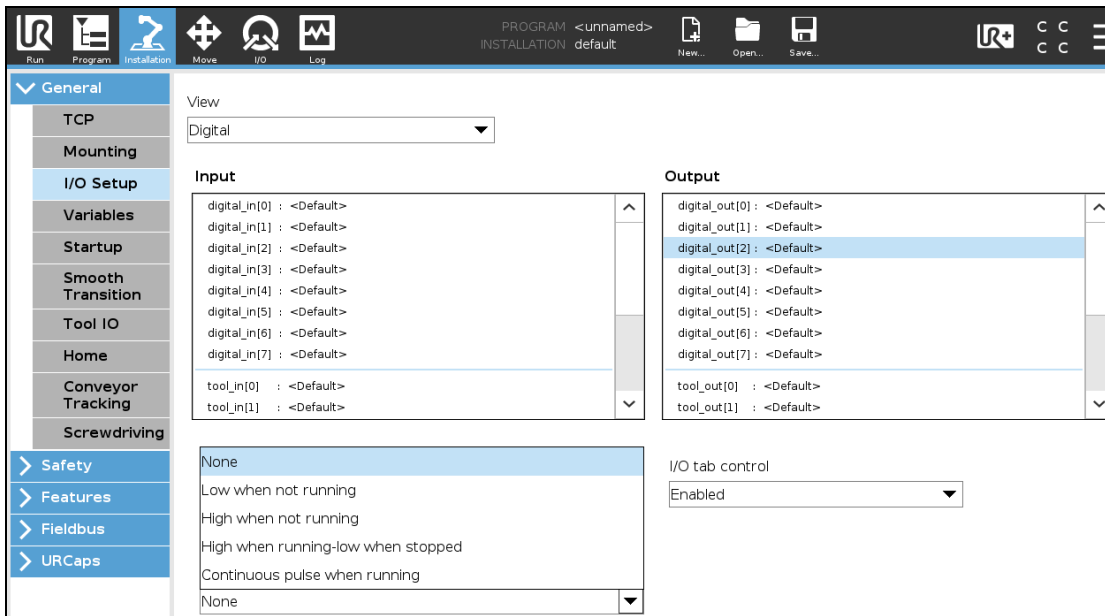 PROGRAM <unnamed>
INSTALLATION default
UR+
C C
C C
Run
Program
Installation
Move
I/O
Log
New...
Open...
Save...
General
TCP
Mounting
I/O Setup
Variables
Startup
Smooth
Transition
Tool IO
Home
Conveyor
Tracking
Screwdriving
Safety
Features
Fieldbus
URCaps
View
Digital
Input
digital_in[0] : <Default>
digital_in[1] : <Default>
digital_in[2] : <Default>
digital_in[3] : <Default>
digital_in[4] : <Default>
digital_in[5] : <Default>
digital_in[6] : <Default>
digital_in[7] : <Default>
tool_in[0] : <Default>
tool_in[1] : <Default>
Output
digital_out[0] : <Default>
digital_out[1] : <Default>
digital_out[2] : <Default>
digital_out[3] : <Default>
digital_out[4] : <Default>
digital_out[5] : <Default>
digital_out[6] : <Default>
digital_out[7] : <Default>
tool_out[0] : <Default>
tool_out[1] : <Default>
None
Low when not running
High when not running
High when running-low when stopped
Continuous pulse when running
None
I/O tab control
Enabled